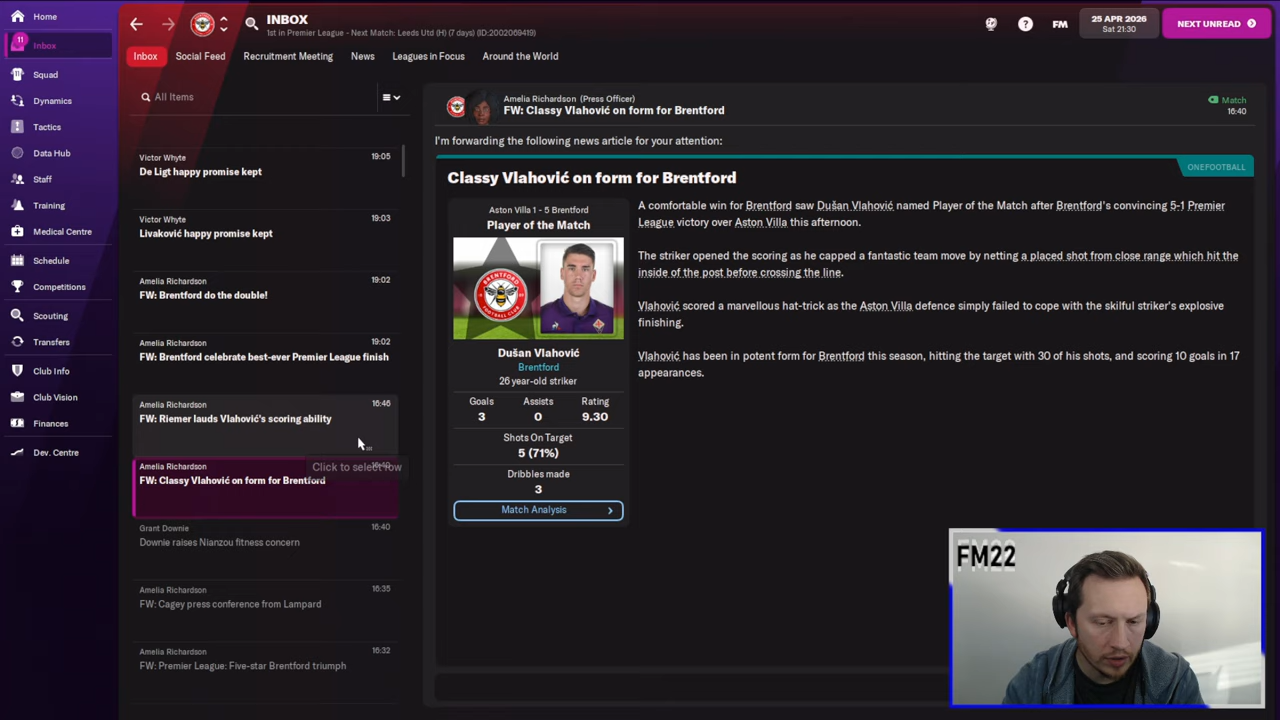 Home
11
Inbox
Squad
Dynamics
Tactics
Data Hub
Staff
Training
Medical Centre
Schedule
Competitions
Scouting
Transfers
Club Info
Club Vision
Finances
Dev. Centre
INBOX
1st in Premier League - Next Match: Leeds Utd (H) (7 days) (ID:2002069419)
FM
25 APR 2026
Sat 21:30
NEXT UNREAD
Inbox
Social Feed
Recruitment Meeting
News
Leagues in Focus
Around the World
All Items
Victor Whyte
19:05
De Ligt happy promise kept
Victor Whyte
19:03
Livaković happy promise kept
Amelia Richardson
19:02
FW: Brentford do the double!
Amelia Richardson
19:02
FW: Brentford celebrate best-ever Premier League finish
Amelia Richardson
16:46
FW: Riemer lauds Vlahović's scoring ability
Click to select row
Amelia Richardson
FW: Classy Vlahović on form for Brentford
Grant Downie
16:40
Downie raises Nianzou fitness concern
Amelia Richardson
16:35
FW: Cagey press conference from Lampard
Amelia Richardson
16:32
FW: Premier League: Five-star Brentford triumph
Amelia Richardson (Press Officer)
FW: Classy Vlahović on form for Brentford
Match
16:40
I'm forwarding the following news article for your attention:
ONEFOOTBALL
Classy Vlahović on form for Brentford
Aston Villa 1 - 5 Brentford
Player of the Match
Dušan Vlahović
Brentford
26 year-old striker
Goals
Assists
Rating
3
0
9.30
Shots On Target
5 (71%)
Dribbles made
3
Match Analysis
A comfortable win for Brentford saw Dušan Vlahović named Player of the Match after Brentford's convincing 5-1 Premier
League victory over Aston Villa this afternoon.
The striker opened the scoring as he capped a fantastic team move by netting a placed shot from close range which hit the
inside of the post before crossing the line.
Vlahović scored a marvellous hat-trick as the Aston Villa defence simply failed to cope with the skilful striker's explosive
finishing.
Vlahović has been in potent form for Brentford this season, hitting the target with 30 of his shots, and scoring 10 goals in 17
appearances.
FM22